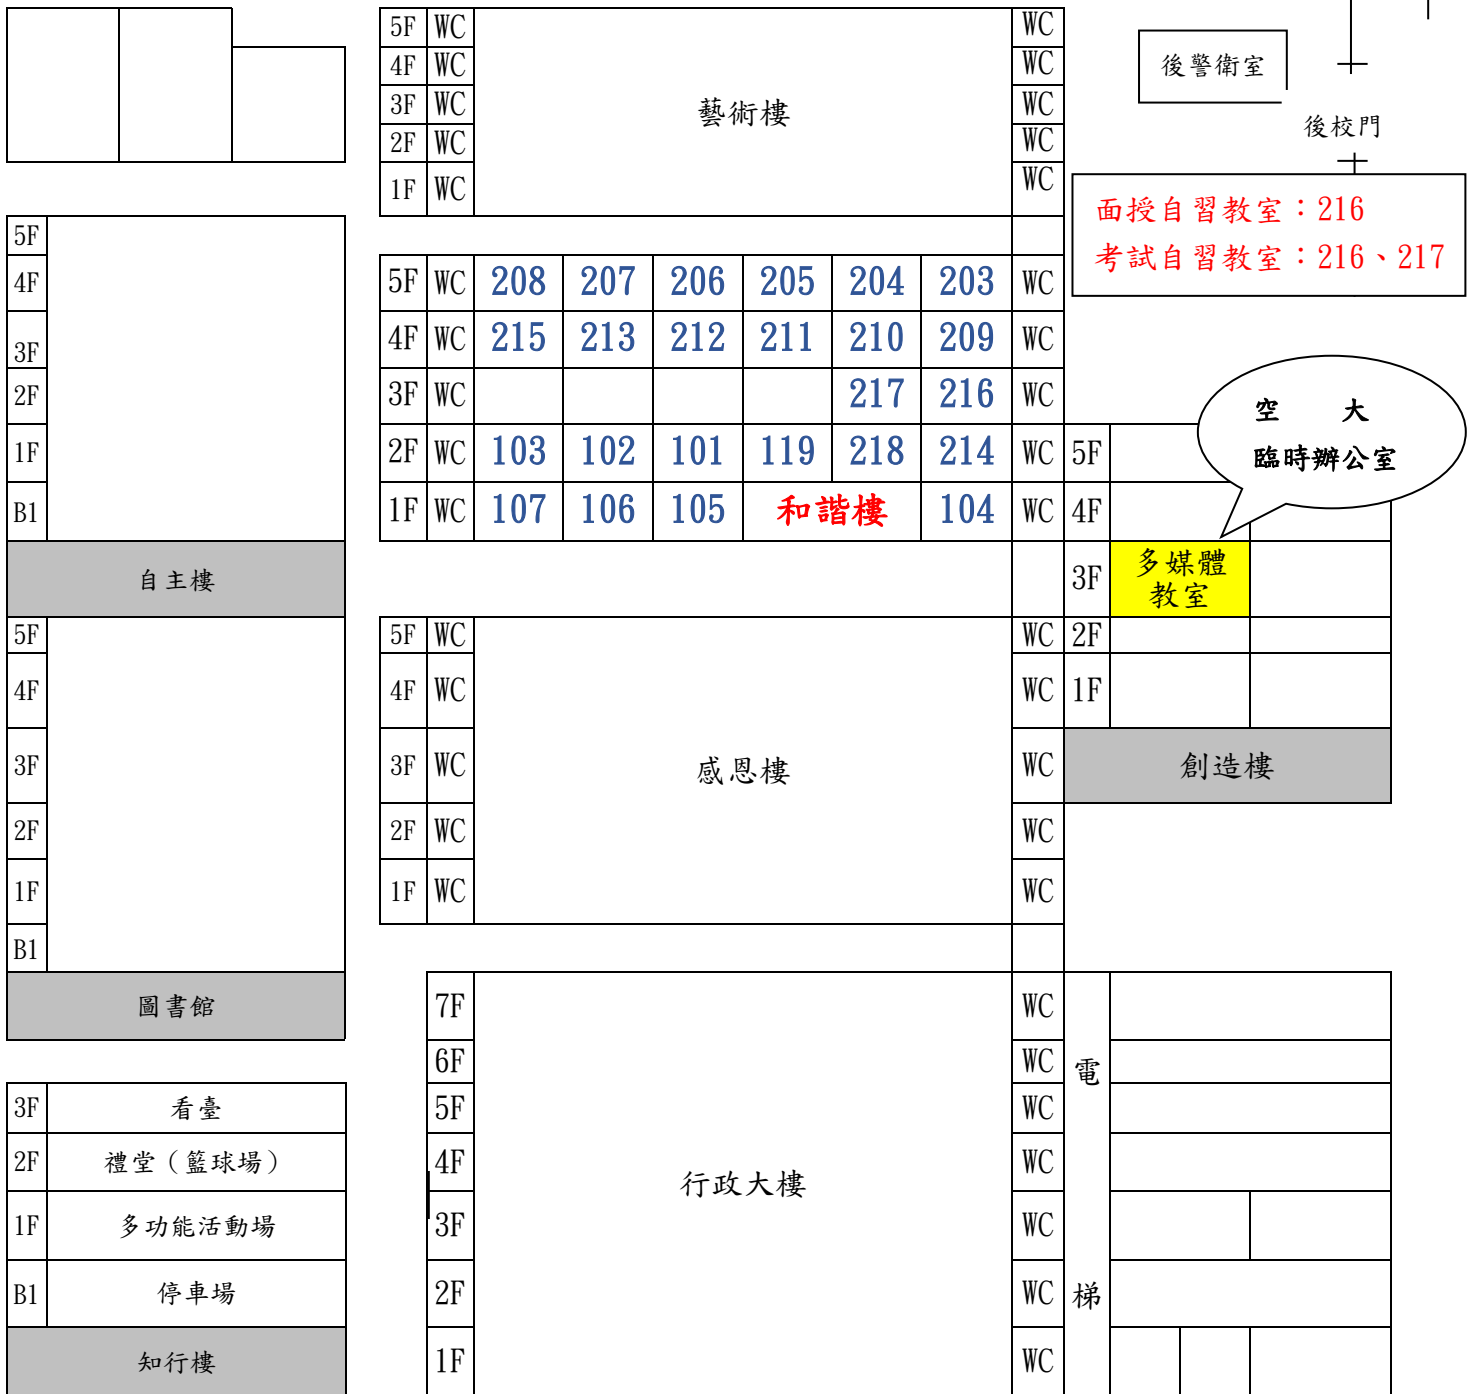 5F WC WC
4F WC WC
3F WC 藝術樓 WC
2F WC WC
1F WC WC
後警衛室
後校門
面授自習教室：216
考試自習教室：216、217
5F
4F
3F
2F
1F
B1
自主樓
5F WC 208 207 206 205 204 203 WC
4F WC 215 213 212 211 210 209 WC
3F WC 217 216 WC
2F WC 103 102 101 119 218 214 WC
1F WC 107 106 105 和諧樓 104 WC
空 大
臨時辦公室
5F
4F
3F 多媒體
教室
2F
1F
創造樓
5F
4F
3F
2F
1F
B1
圖書館
5F WC WC
4F WC WC
3F WC 感恩樓 WC
2F WC WC
1F WC WC
3F 看臺
2F 禮堂（籃球場）
1F 多功能活動場
B1 停車場
知行樓
7F WC
6F WC
5F WC
4F WC
行政大樓
3F WC
2F WC
1F WC
電
梯